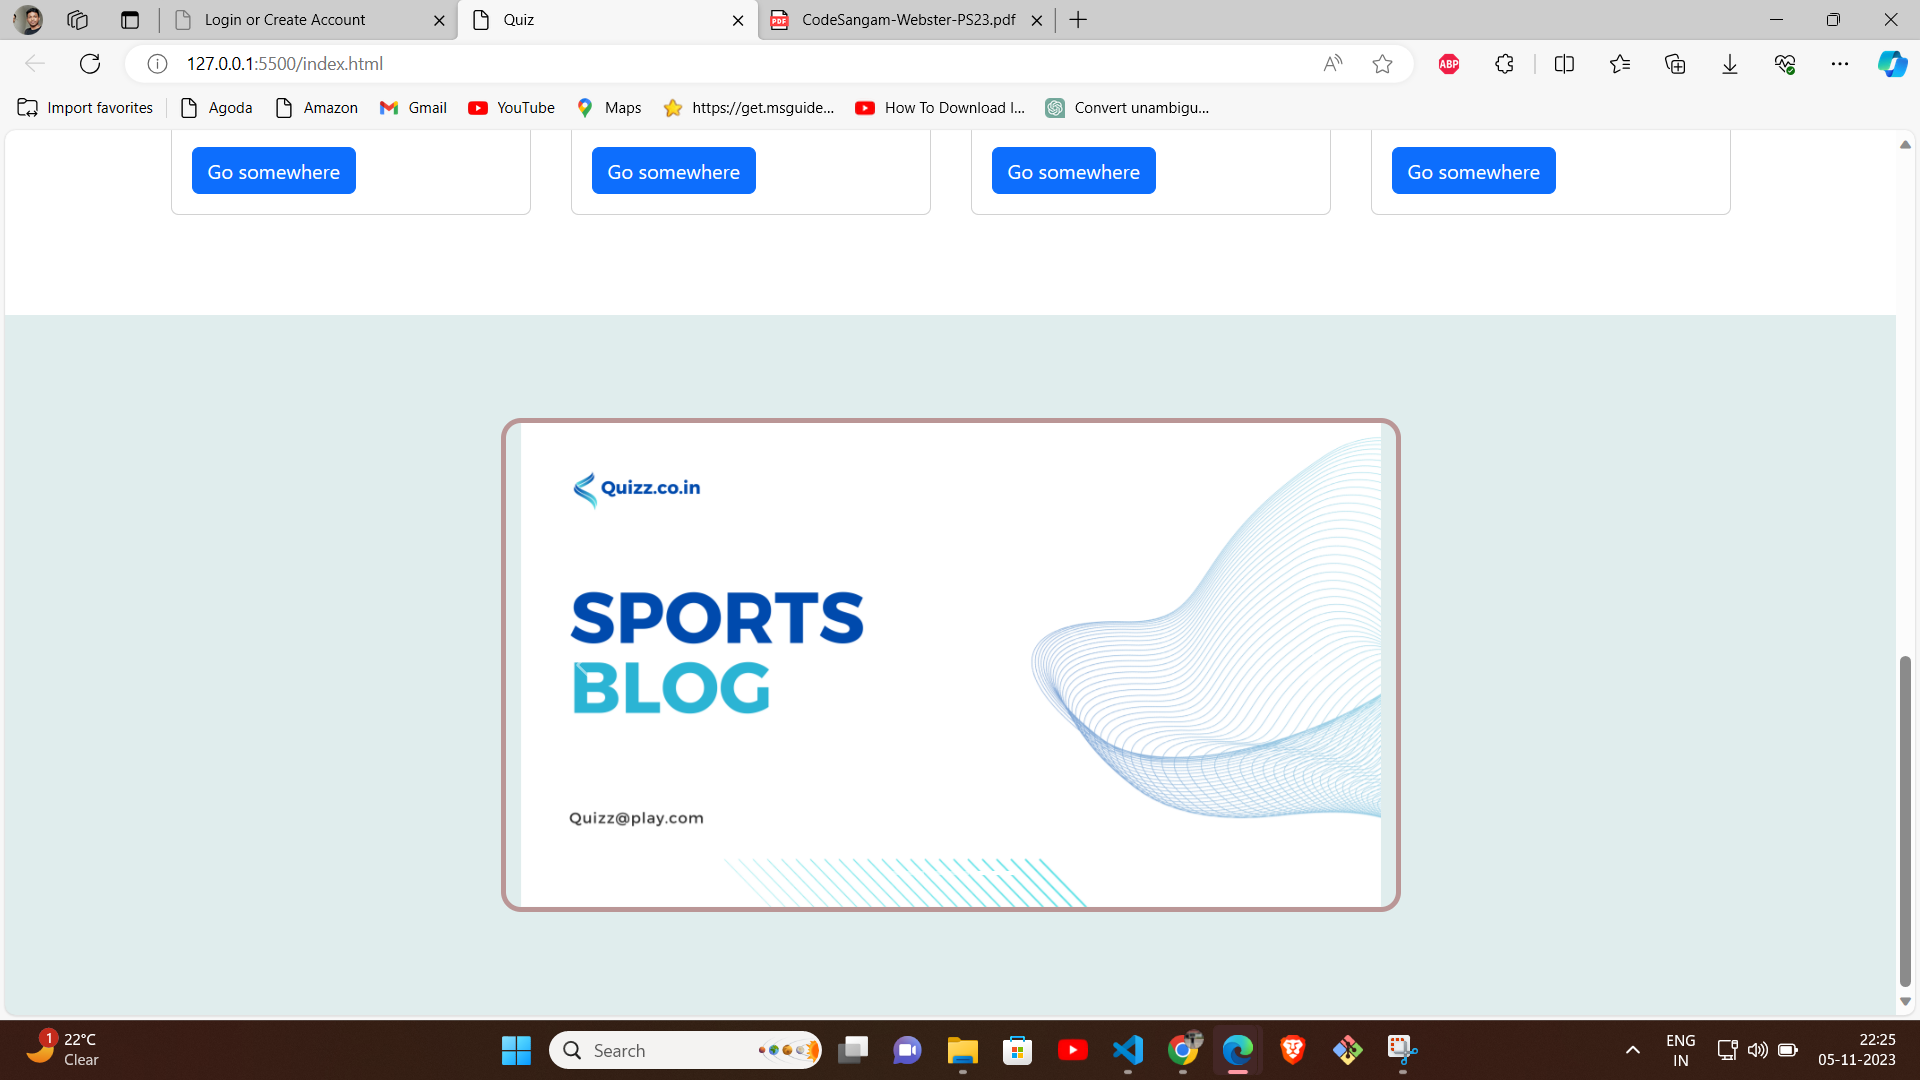 Login or Create Account
Quiz
CodeSangam-Webster-PS23.pdf
127.0.0.1:5500/index.html
ABP
Import favorites
Agoda
Amazon
Gmail
YouTube
Maps
https://get.msguide...
How To Download I...
Convert unambigu...
Go somewhere
Go somewhere
Go somewhere
Go somewhere
Quizz.co.in
SPORTS
BLOG
Quizz@play.com
1
22°C
Clear
Search
ENG
IN
22:25
05-11-2023